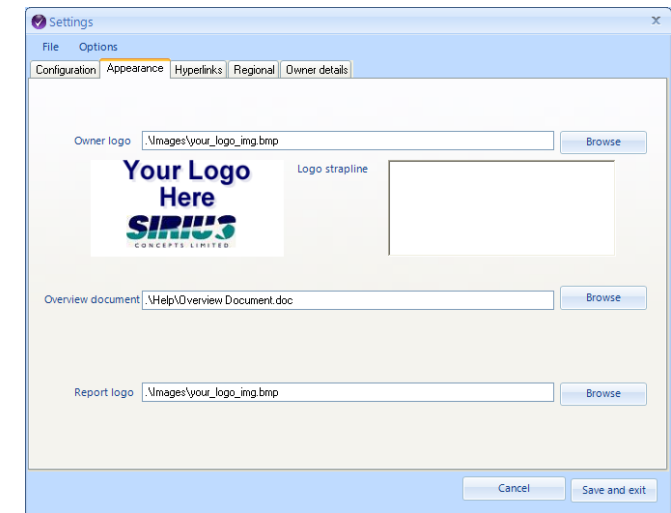 Settings
x
File Options
Configuration Appearance Hyperlinks Regional Owner details
Owner logo .\Images\your_logo_img.bmp Browse
Your Logo
Here
SIRIUS
CONCEPTS LIMITED
Logo strapline
Overview document .\Help\Overview Document.doc Browse
Report logo .\Images\your_logo_img.bmp Browse
Cancel Save and exit